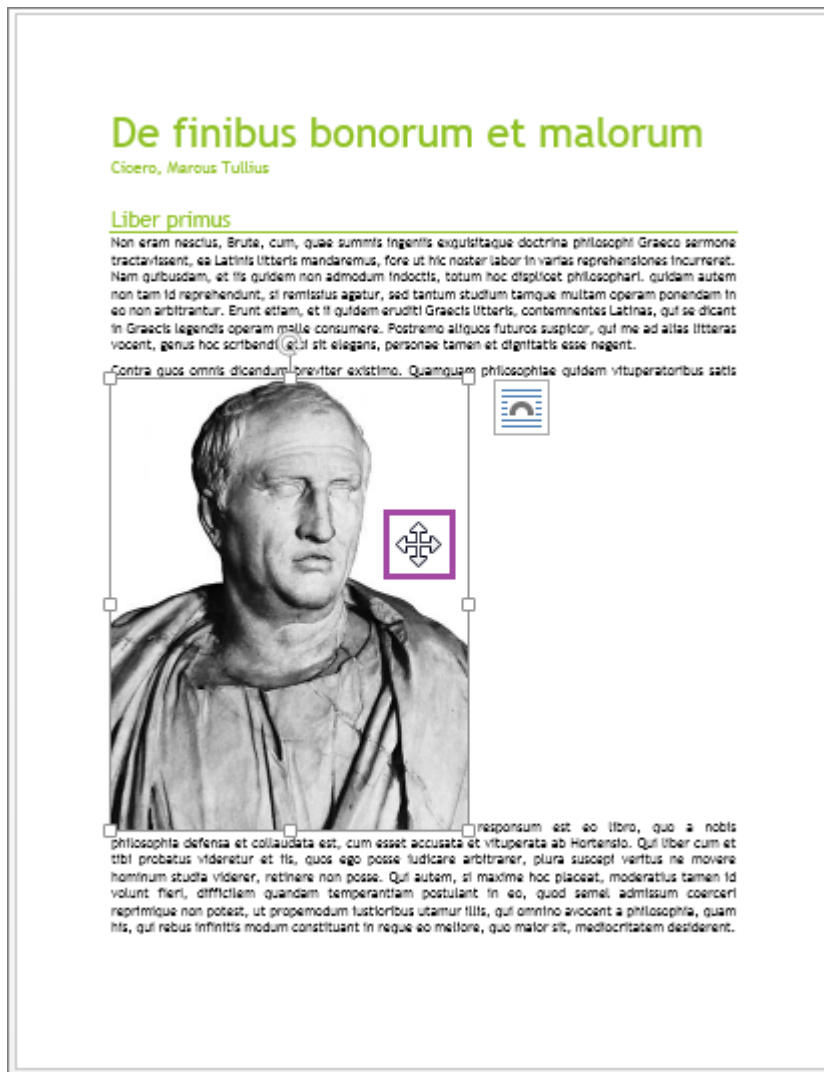 De finibus bonorum et malorum
Cicero, Marcus Tullius
Liber primus
Non eram nescius, Brute, cum, quae summis ingeniis exquisitaque doctrina philosophi Graeco sermone
tractavissent, ea Latinis litteris mandaremus, fore ut hic noster labor in varias reprehensiones incurreret.
Nam quibusdam, et iis quidem non admodum indoctis, totum hoc displicet philosophari. quidam autem
non tam id reprehendunt, si remissius agatur, sed tantum studium tamque multam operam ponendam in
eo non arbitrantur. Erunt etiam, et ii quidem eruditi Graecis litteris, contemnentes Latinas, qui se dicant
in Graecis legendis operam malle consumere. Postremo aliquos futuros suspicor, qui me ad alias litteras
vocent, genus hoc scribendi, etsi sit elegans, personae tamen et dignitatis esse negent.
Contra quos omnis dicendum breviter existimo. Quamquam philosophiae quidem vituperatoribus satis
responsum est eo libro, quo a nobis
philosophia defensa et collaudata est, cum esset accusata et vituperata ab Hortensio. Qui liber cum et
tibi probatus videretur et iis, quos ego posse iudicare arbitrarer, plura suscepi veritus ne movere
hominum studia viderer, retinere non posse. Qui autem, si maxime hoc placeat, moderatius tamen id
volunt fieri, difficilem quandam temperantiam postulant in eo, quod semel admissum coerceri
reprimique non potest, ut propemodum iustioribus utamur illis, qui omnino avocent a philosophia, quam
his, qui rebus infinitis modum constituant in reque eo meliore, quo maior sit, mediocritatem desiderent.